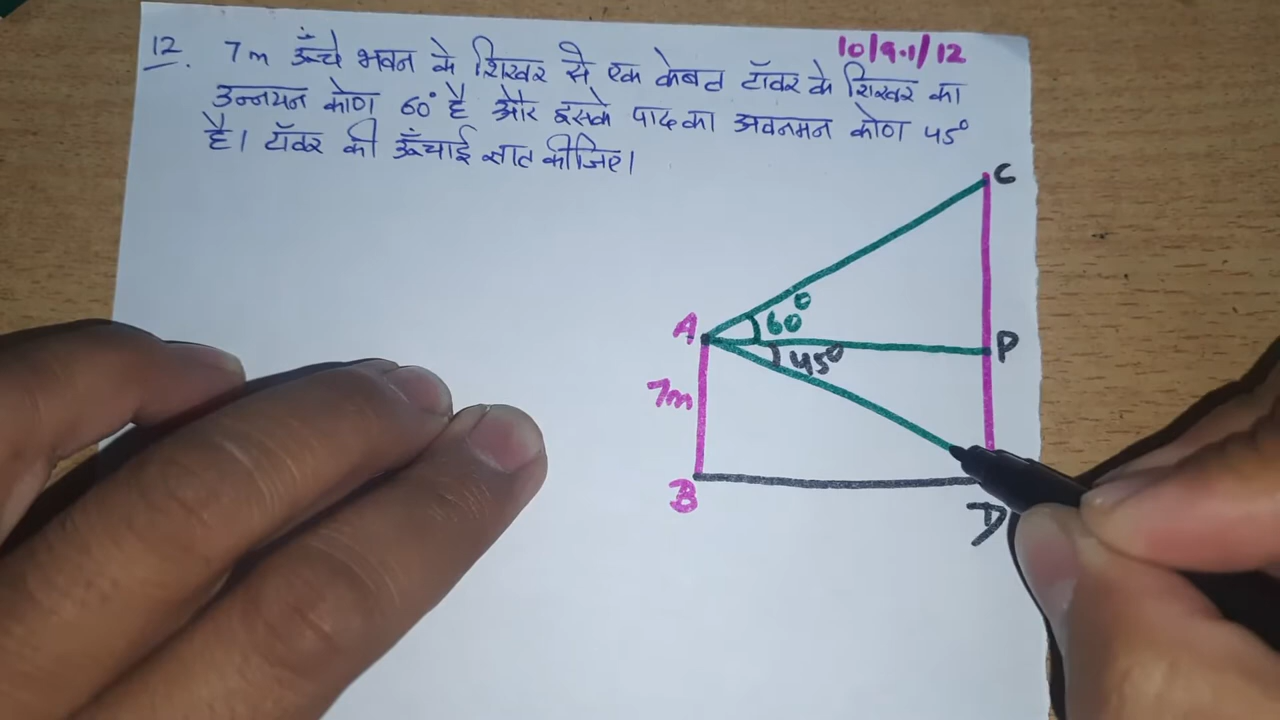 10/9.1/12
12. 7m ऊँचे भवन के शिखर से एक केबल टॉवर के शिखर का
उन्नयन कोण 60° है और इसके पाद का अवनमन कोण 45°
है। टॉवर की ऊँचाई ज्ञात कीजिए।
C
A 60° P
45°
7m
B D